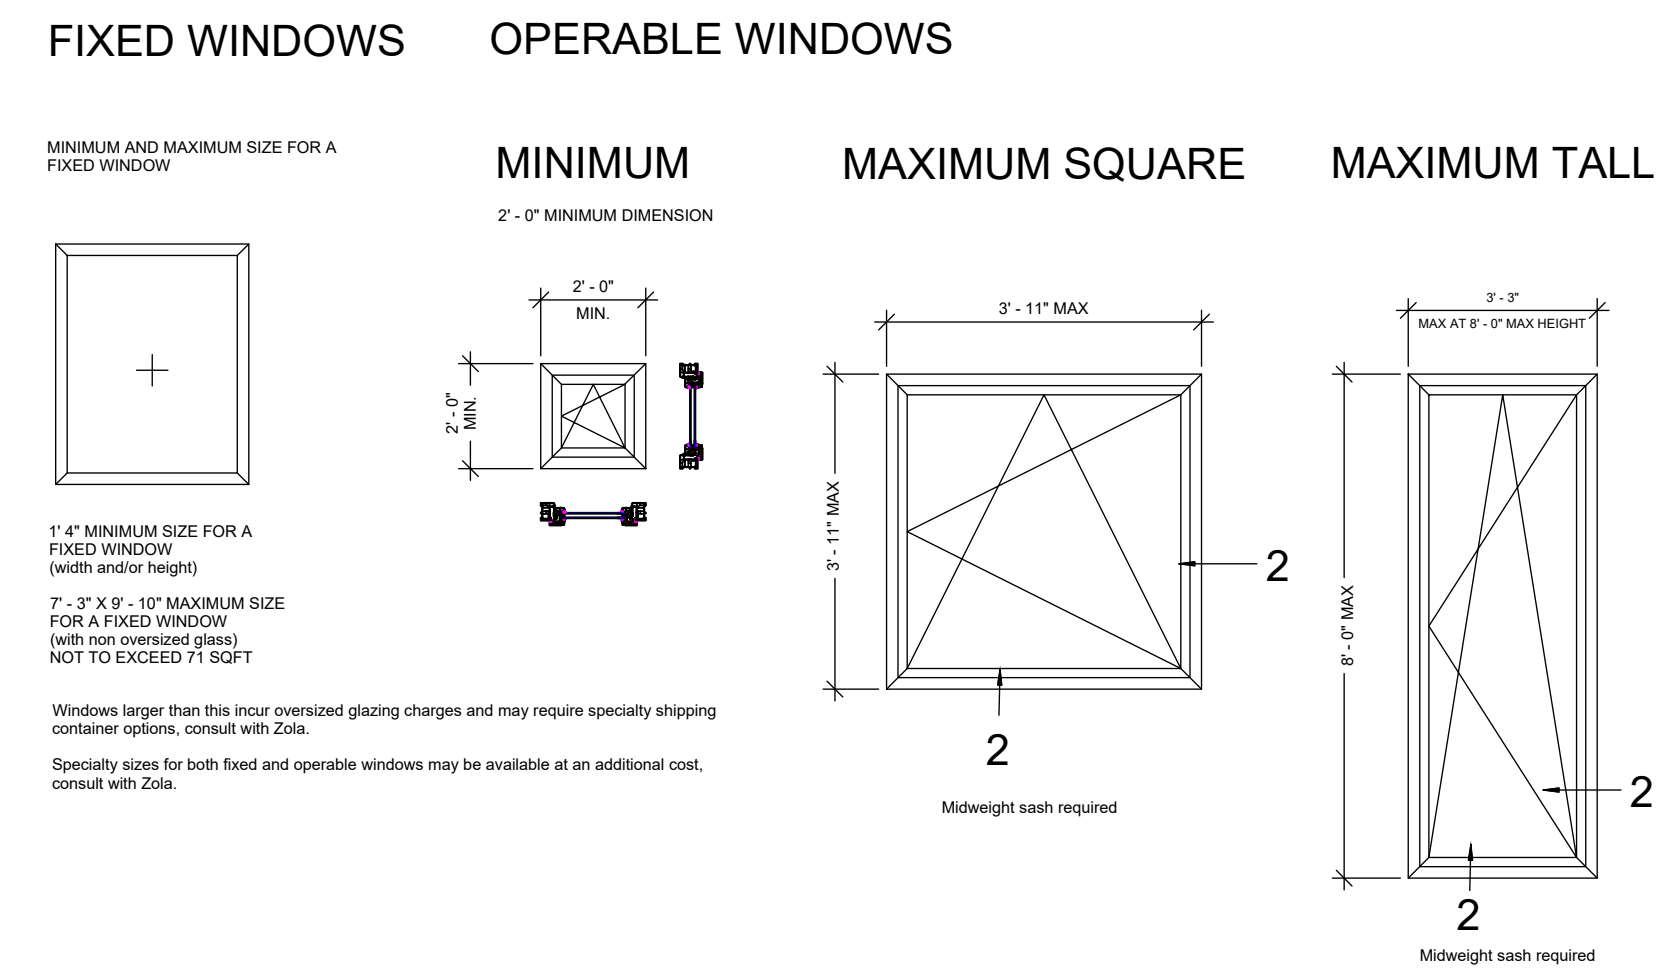 FIXED WINDOWS
OPERABLE WINDOWS
MINIMUM AND MAXIMUM SIZE FOR A
FIXED WINDOW
1' 4" MINIMUM SIZE FOR A
FIXED WINDOW
(width and/or height)
7' - 3" X 9' - 10" MAXIMUM SIZE
FOR A FIXED WINDOW
(with non oversized glass)
NOT TO EXCEED 71 SQFT
Windows larger than this incur oversized glazing charges and may require specialty shipping
container options, consult with Zola.
Specialty sizes for both fixed and operable windows may be available at an additional cost,
consult with Zola.
MINIMUM
2' - 0" MINIMUM DIMENSION
2' - 0"
MIN.
2' - 0"
MIN.
MAXIMUM SQUARE
3' - 11" MAX
3' - 11" MAX
2
2
Midweight sash required
MAXIMUM TALL
3' - 3"
MAX AT 8' - 0" MAX HEIGHT
8' - 0" MAX
2
2
Midweight sash required